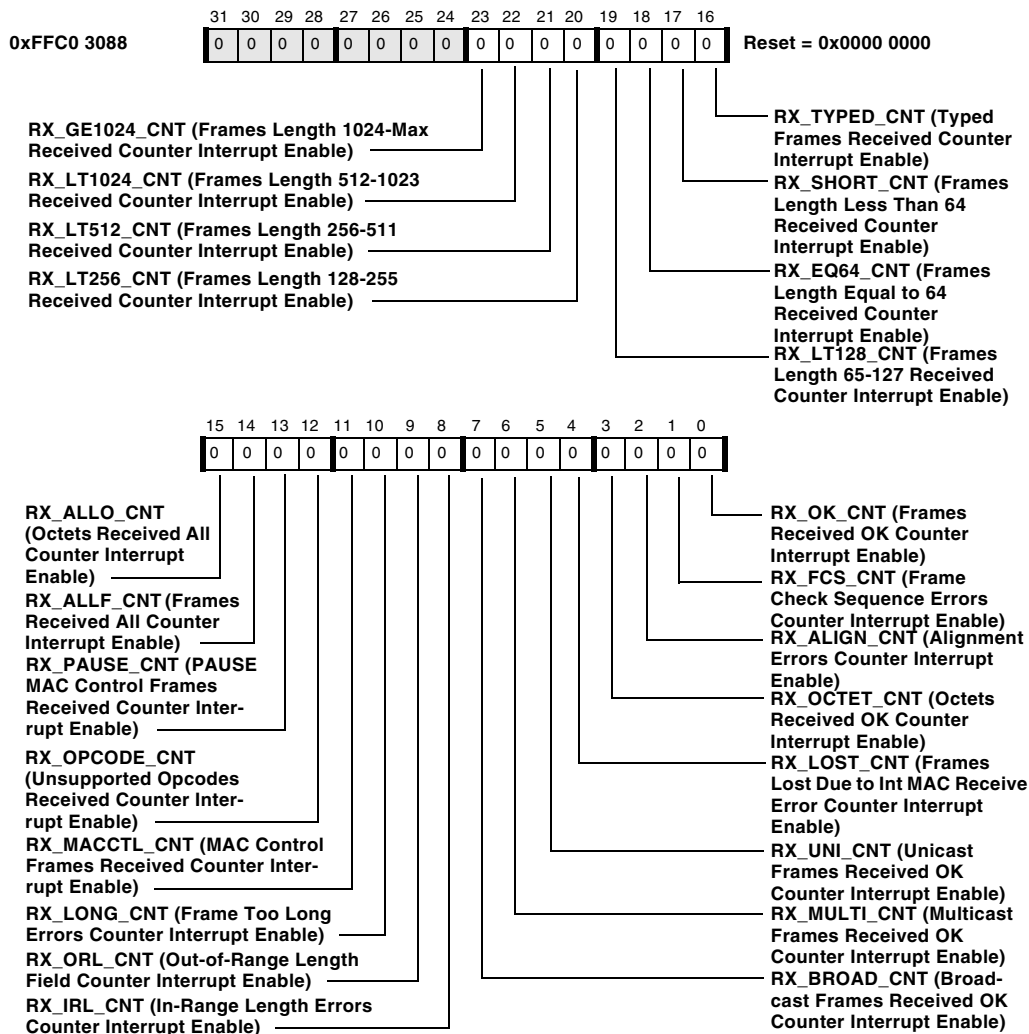 31 30 29 28 27 26 25 24 23 22 21 20 19 18 17 16
0xFFC0 3088
0 0 0 0 0 0 0 0 0 0 0 0 0 0 0 0
Reset = 0x0000 0000
RX_GE1024_CNT (Frames Length 1024-Max
Received Counter Interrupt Enable)
RX_LT1024_CNT (Frames Length 512-1023
Received Counter Interrupt Enable)
RX_LT512_CNT (Frames Length 256-511
Received Counter Interrupt Enable)
RX_LT256_CNT (Frames Length 128-255
Received Counter Interrupt Enable)
RX_TYPED_CNT (Typed
Frames Received Counter
Interrupt Enable)
RX_SHORT_CNT (Frames
Length Less Than 64
Received Counter
Interrupt Enable)
RX_EQ64_CNT (Frames
Length Equal to 64
Received Counter
Interrupt Enable)
RX_LT128_CNT (Frames
Length 65-127 Received
Counter Interrupt Enable)
15 14 13 12 11 10 9 8 7 6 5 4 3 2 1 0
0 0 0 0 0 0 0 0 0 0 0 0 0 0 0 0
RX_ALLO_CNT
(Octets Received All
Counter Interrupt
Enable)
RX_ALLF_CNT (Frames
Received All Counter
Interrupt Enable)
RX_PAUSE_CNT (PAUSE
MAC Control Frames
Received Counter Inter-
rupt Enable)
RX_OPCODE_CNT
(Unsupported Opcodes
Received Counter Inter-
rupt Enable)
RX_MACCTL_CNT (MAC Control
Frames Received Counter Inter-
rupt Enable)
RX_LONG_CNT (Frame Too Long
Errors Counter Interrupt Enable)
RX_ORL_CNT (Out-of-Range Length
Field Counter Interrupt Enable)
RX_IRL_CNT (In-Range Length Errors
Counter Interrupt Enable)
RX_OK_CNT (Frames
Received OK Counter
Interrupt Enable)
RX_FCS_CNT (Frame
Check Sequence Errors
Counter Interrupt Enable)
RX_ALIGN_CNT (Alignment
Errors Counter Interrupt
Enable)
RX_OCTET_CNT (Octets
Received OK Counter
Interrupt Enable)
RX_LOST_CNT (Frames
Lost Due to Int MAC Receive
Error Counter Interrupt
Enable)
RX_UNI_CNT (Unicast
Frames Received OK
Counter Interrupt Enable)
RX_MULTI_CNT (Multicast
Frames Received OK
Counter Interrupt Enable)
RX_BROAD_CNT (Broad-
cast Frames Received OK
Counter Interrupt Enable)